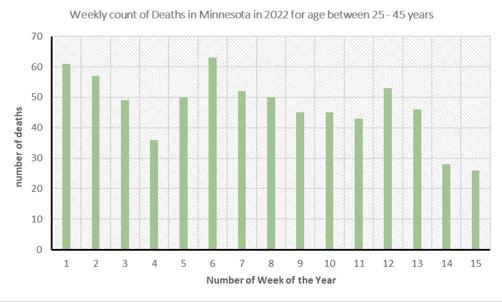 Weekly count of Deaths in Minnesota in 2022 for age between 25 - 45 years
70
60
50
40
30
20
10
0
number of deaths
1 2 3 4 5 6 7 8 9 10 11 12 13 14 15
Number of Week of the Year